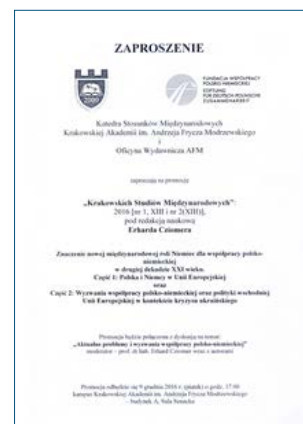 ZAPROSZENIE
2000
FUNDACJA WSPÓŁPRACY
POLSKO-NIEMIECKIEJ
STIFTUNG
FÜR DEUTSCH-POLNISCHE
ZUSAMMENARBEIT
Katedra Stosunków Międzynarodowych
Krakowskiej Akademii im. Andrzeja Frycza Modrzewskiego
i
Oficyna Wydawnicza AFM
zapraszają na promocję
„Krakowskich Studiów Międzynarodowych”:
2016 [nr 1, XIII i nr 2(XIII)],
pod redakcją naukową
Erharda Cziomera
Znaczenie nowej międzynarodowej roli Niemiec dla współpracy polsko-
niemieckiej
w drugiej dekadzie XXI wieku.
Część 1: Polska i Niemcy w Unii Europejskiej
oraz
Część 2: Wyzwania współpracy polsko-niemieckiej oraz polityki wschodniej
Unii Europejskiej w kontekście kryzysu ukraińskiego
Promocja będzie połączona z dyskusją na temat:
„Aktualne problemy i wyzwania współpracy polsko-niemieckiej”
moderator – prof. dr hab. Erhard Cziomer wraz z autorami
Promocja odbędzie się 9 grudnia 2016 r. (piątek) o godz. 17:00
kampus Krakowskiej Akademii im. Andrzeja Frycza Modrzewskiego
– budynek A, Sala Senacka